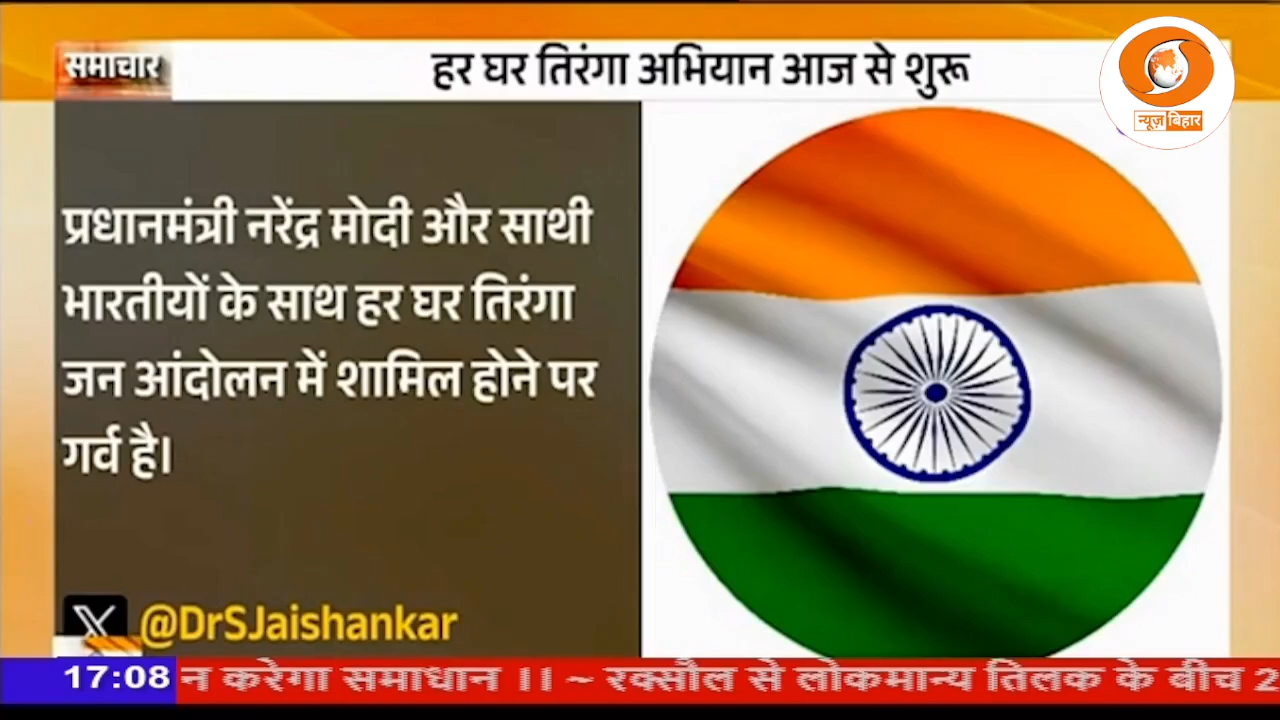 समाचार
हर घर तिरंगा अभियान आज से शुरू
न्यूज़ बिहार
प्रधानमंत्री नरेंद्र मोदी और साथी
भारतीयों के साथ हर घर तिरंगा
जन आंदोलन में शामिल होने पर
गर्व है।
X @DrSJaishankar
17:08 न करेगा समाधान ।। ~ रक्सौल से लोकमान्य तिलक के बीच 2